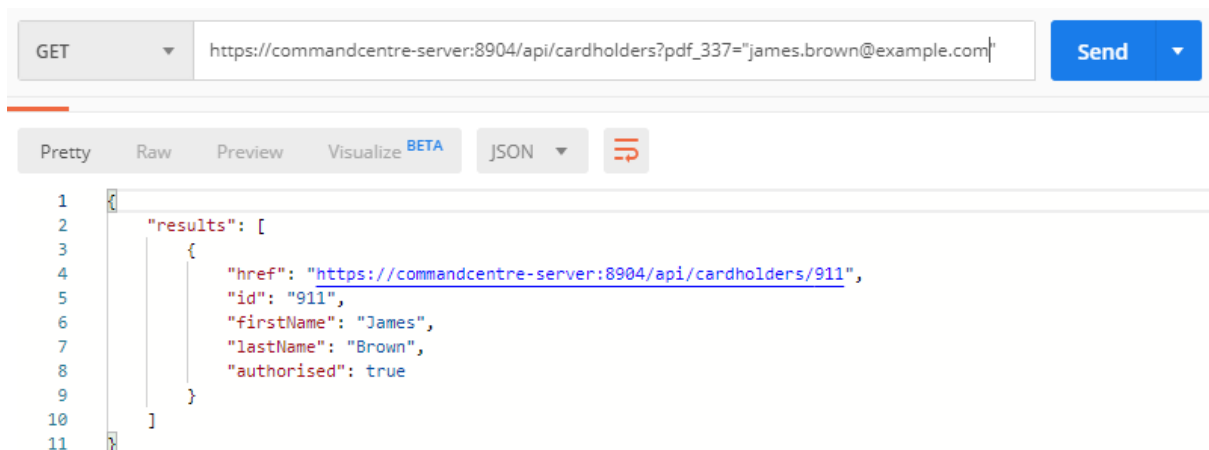 GET https://commandcentre-server:8904/api/cardholders?pdf_337="james.brown@example.com" Send
Pretty Raw Preview Visualize BETA JSON
1 {
2 "results": [
3 {
4 "href": "https://commandcentre-server:8904/api/cardholders/911",
5 "id": "911",
6 "firstName": "James",
7 "lastName": "Brown",
8 "authorised": true
9 }
10 ]
11 }